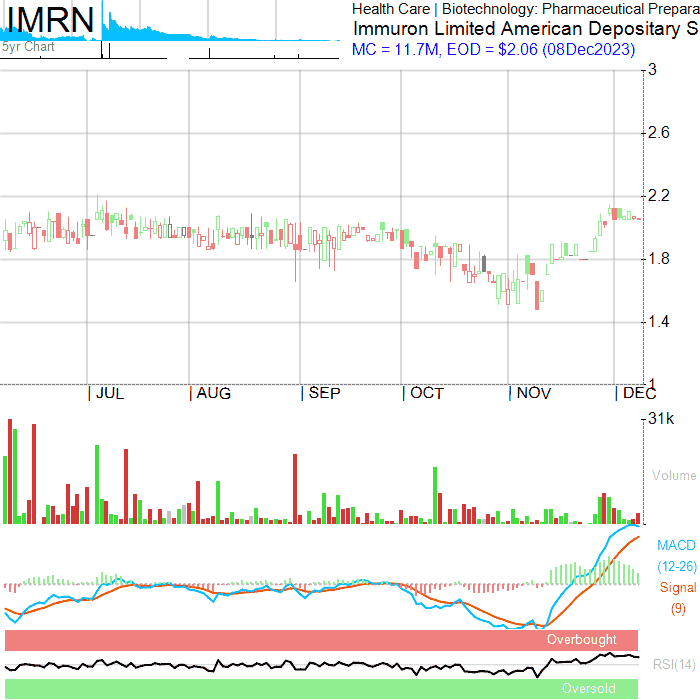 IMRN
Health Care | Biotechnology: Pharmaceutical Prepara
Immuron Limited American Depositary S
5yr Chart
MC = 11.7M, EOD = $2.06 (08Dec2023)
3
2.6
2.2
1.8
1.4
1
| JUL | AUG | SEP | OCT | NOV | DEC
31k
Volume
MACD
(12-26)
Signal
(9)
Overbought
RSI(14)
Oversold